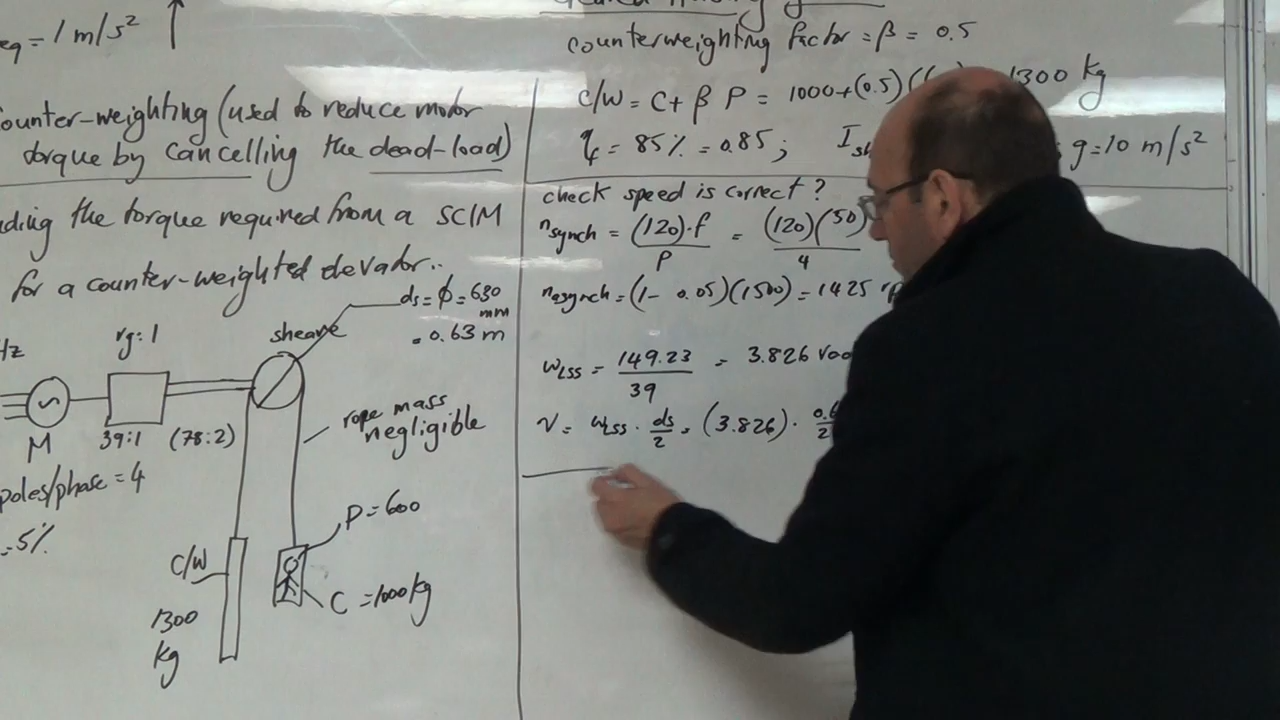 eq = 1 m/s²
ounter-weighting (used to reduce motor
torque by cancelling the dead-load)
ding the torque required from a SCIM
for a counter-weighted elevator..
ds = φ = 630
mm
= 0.63 m
sheave
rg:1
Hz
M
39:1 (78:2)
rope mass
negligible
poles/phase = 4
= 5%
P = 600
C/W
C = 1000 kg
1300
kg
counterweighting factor = β = 0.5
C/W = C + β P = 1000 + (0.5)( 1300 kg
= 85% = 0.85 ; g = 10 m/s²
check speed is correct?
nsynch = (120)·f / P = (120)(50) / 4
nasynch = (1 - 0.05)(1500) = 1425 rp
ωLSS = 149.23 / 39 = 3.826
v = ωLSS · ds/2 = (3.826) ·